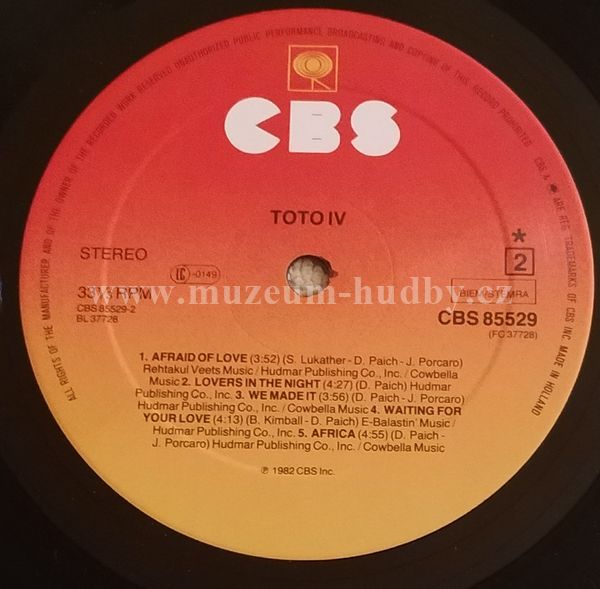 ALL RIGHTS OF THE MANUFACTURER AND OF THE OWNER OF THE RECORDED WORK RESERVED UNAUTHORIZED PUBLIC PERFORMANCE BROADCASTING AND COPYING OF THIS RECORD PROHIBITED CBS & ARE REG TRADEMARKS OF CBS INC. MADE IN HOLLAND
CBS
TOTO IV
STEREO
LC -0149
*
2
33 1/3 RPM
www.muzeum-hudby.cz
BIEM/STEMRA
CBS 85529-2
BL 37728
CBS 85529
(FC 37728)
1. AFRAID OF LOVE (3:52) (S. Lukather - D. Paich - J. Porcaro)
Rehtakul Veets Music / Hudmar Publishing Co., Inc. / Cowbella
Music 2. LOVERS IN THE NIGHT (4:27) (D. Paich) Hudmar
Publishing Co., Inc. 3. WE MADE IT (3:56) (D. Paich - J. Porcaro)
Hudmar Publishing Co., Inc. / Cowbella Music 4. WAITING FOR
YOUR LOVE (4:13) (B. Kimball - D. Paich) E-Balastin' Music /
Hudmar Publishing Co., Inc. 5. AFRICA (4:55) (D. Paich -
J. Porcaro) Hudmar Publishing Co., Inc. / Cowbella Music
℗ 1982 CBS Inc.